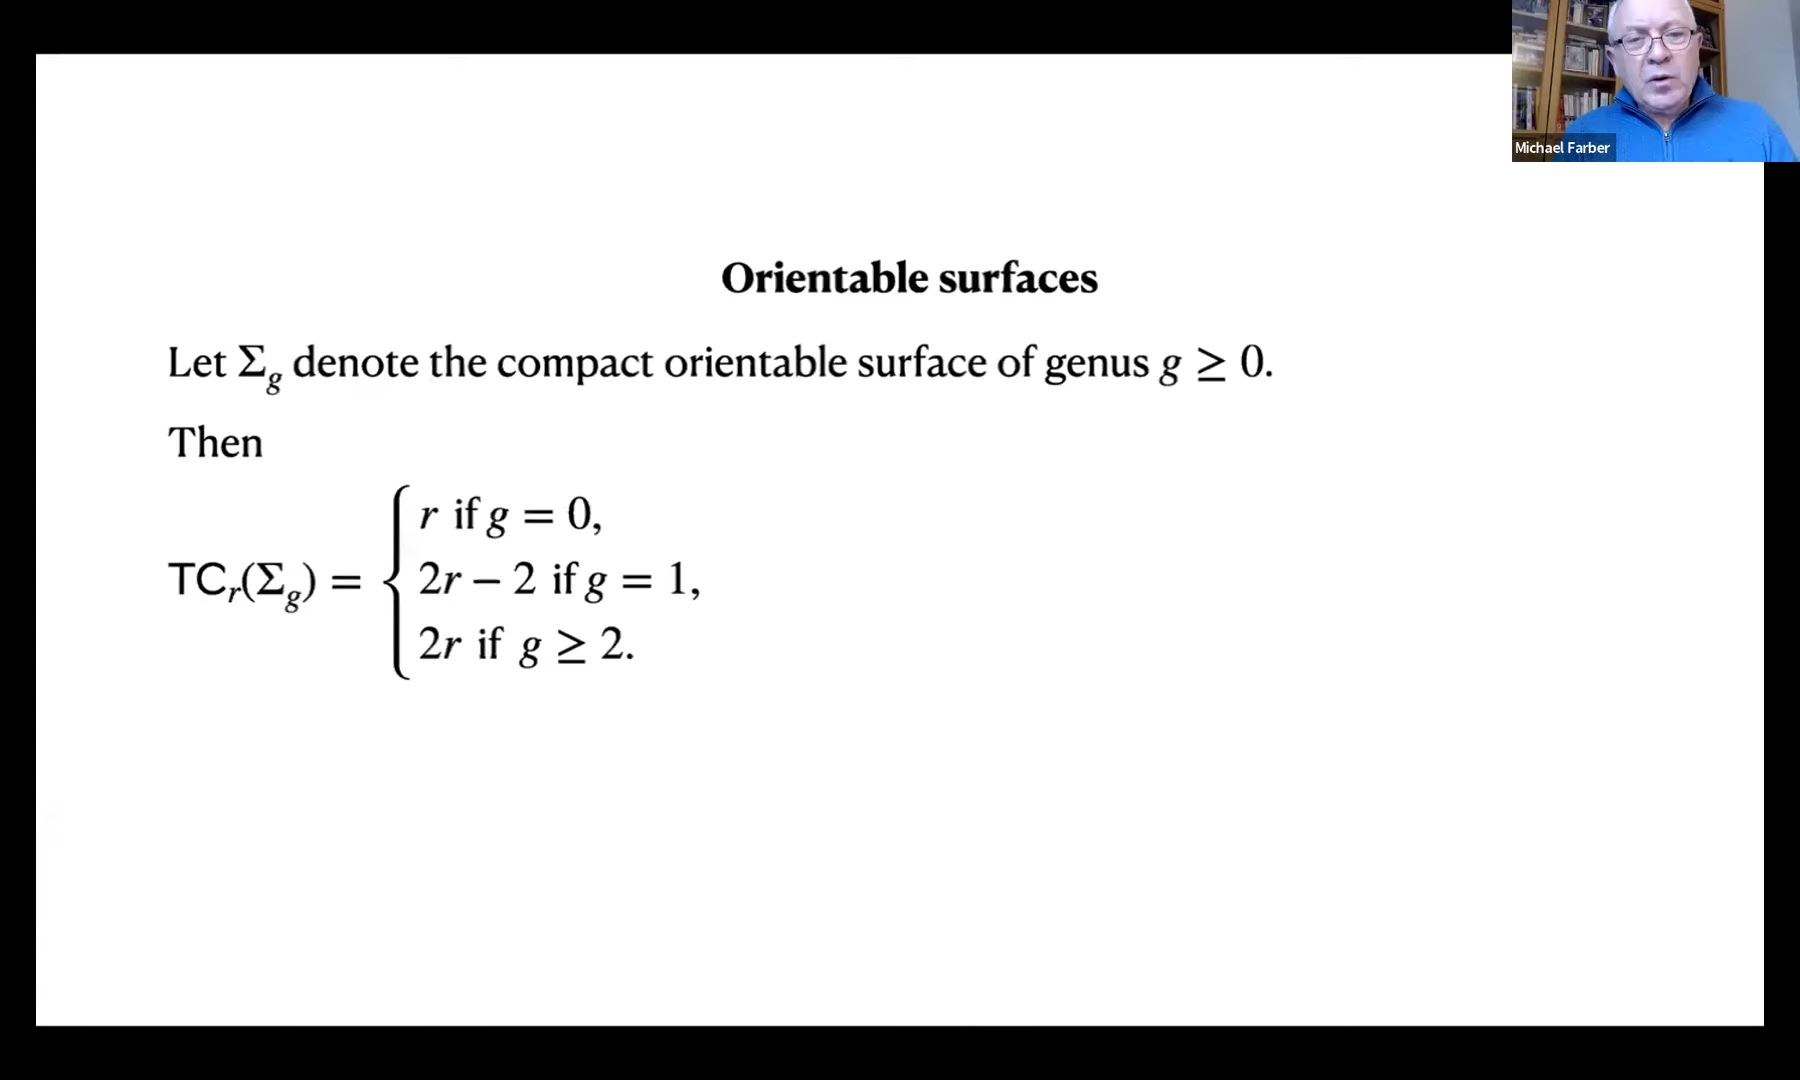 Michael Farber
Orientable surfaces
Let Σ_g denote the compact orientable surface of genus g ≥ 0.
Then
TC_r(Σ_g) = { r if g = 0,
2r − 2 if g = 1,
2r if g ≥ 2.